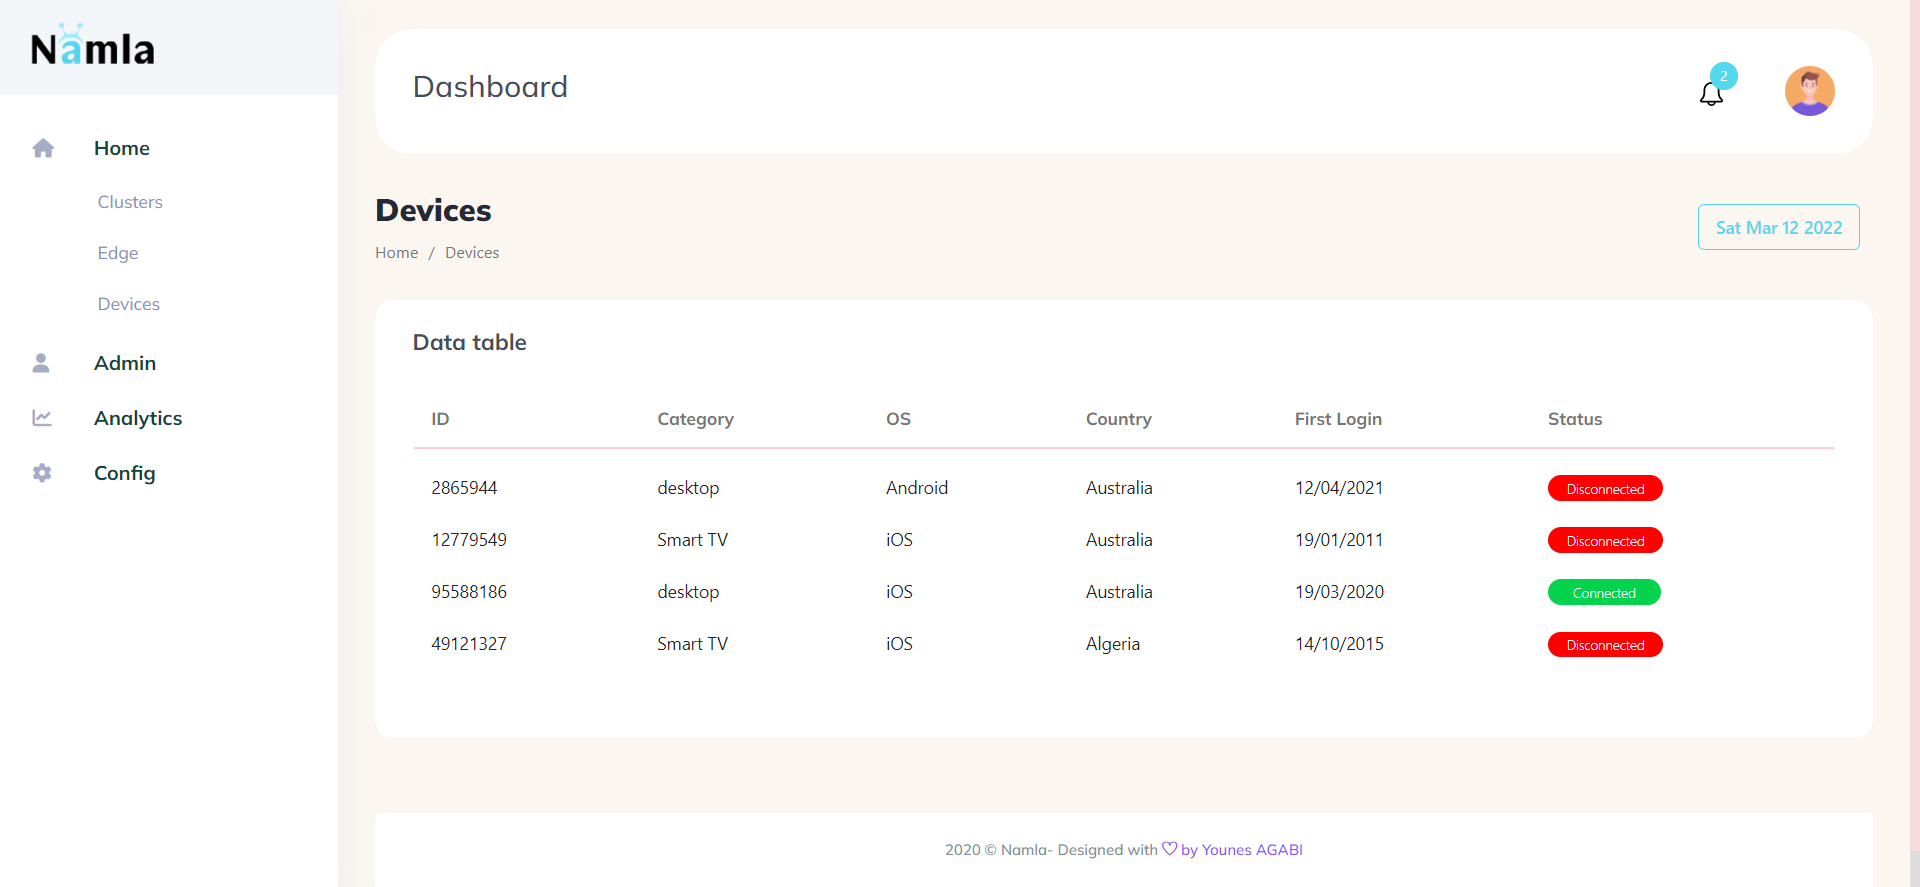 Namla
Home
Clusters
Edge
Devices
Admin
Analytics
Config
Dashboard
2
Devices
Home / Devices
Sat Mar 12 2022
Data table
ID Category OS Country First Login Status
2865944 desktop Android Australia 12/04/2021 Disconnected
12779549 Smart TV iOS Australia 19/01/2011 Disconnected
95588186 desktop iOS Australia 19/03/2020 Connected
49121327 Smart TV iOS Algeria 14/10/2015 Disconnected
2020 © Namla- Designed with ♡ by Younes AGABI